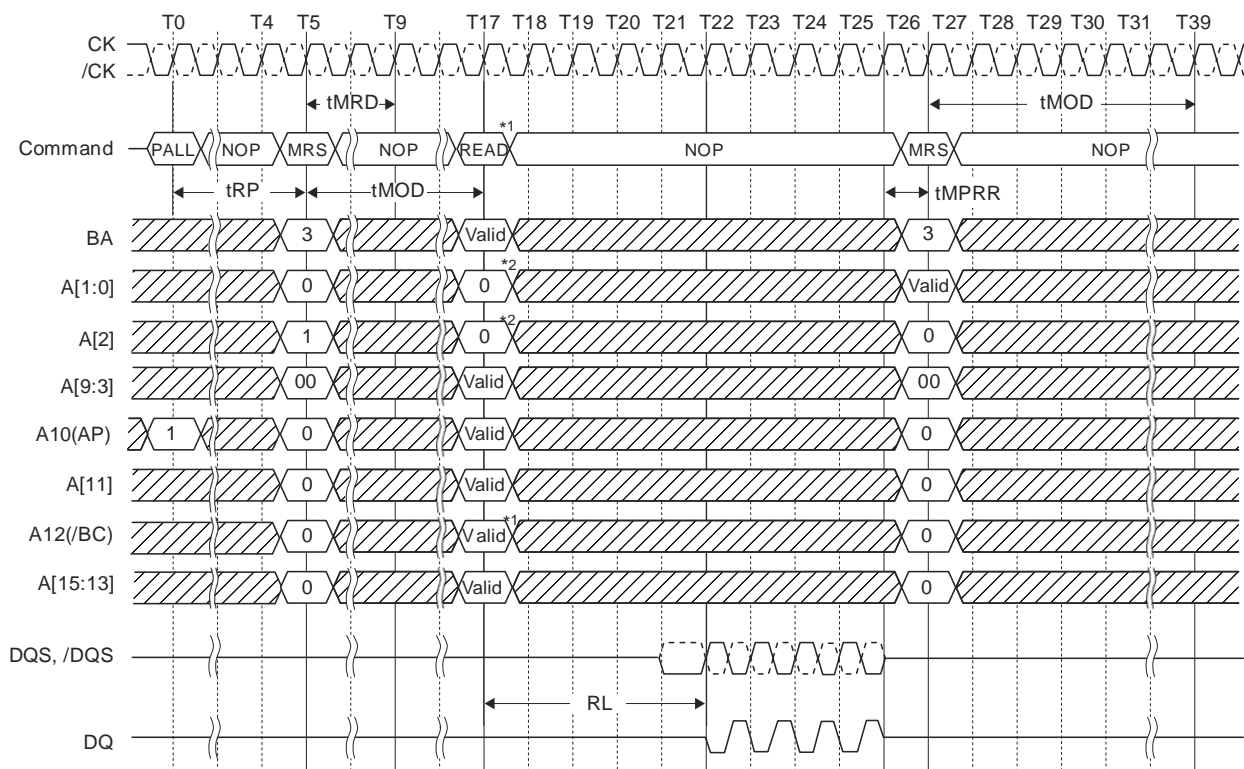 T0 T4 T5 T9 T17 T18 T19 T20 T21 T22 T23 T24 T25 T26 T27 T28 T29 T30 T31 T39
CK
/CK
tMRD tMOD
*1
Command PALL NOP MRS NOP READ NOP MRS NOP
tRP tMOD tMPRR
BA 3 Valid 3
*2
A[1:0] 0 0 Valid
*2
A[2] 1 0 0
A[9:3] 00 Valid 00
A10(AP) 1 0 Valid 0
A[11] 0 Valid 0
*1
A12(/BC) 0 Valid 0
A[15:13] 0 Valid 0
DQS, /DQS
RL
DQ